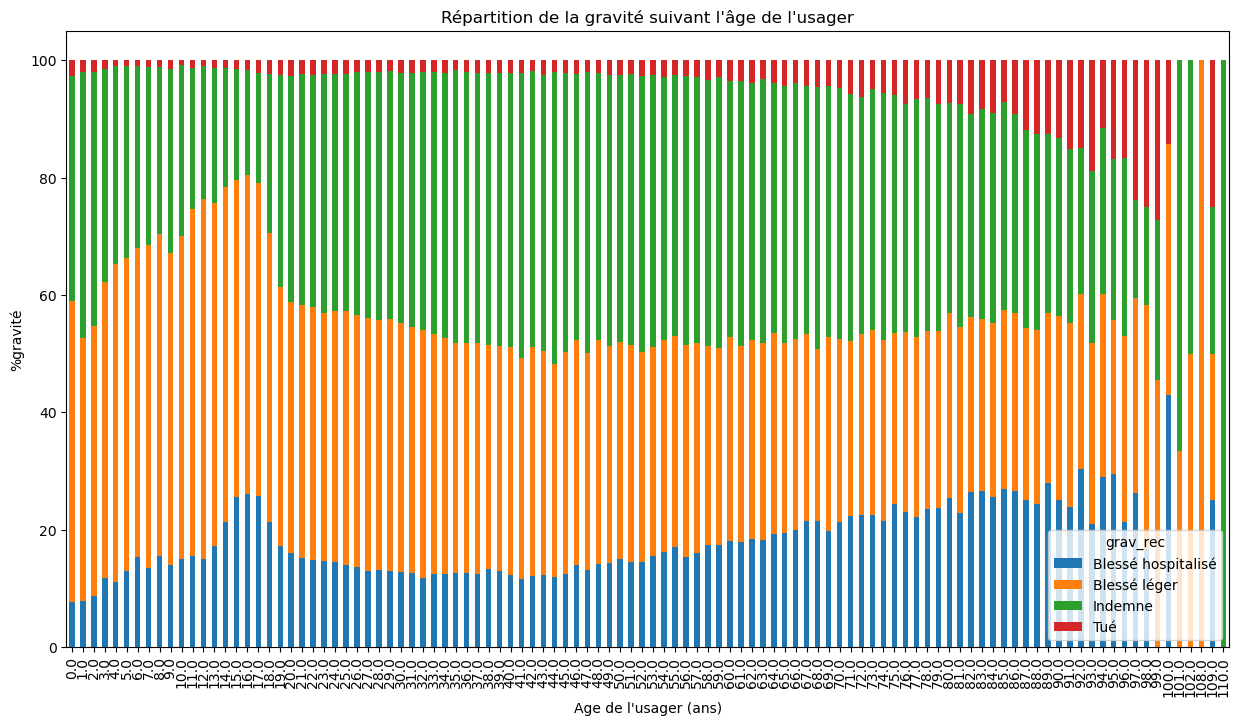 Répartition de la gravité suivant l'âge de l'usager
100
80
60
40
20
0
%gravité
grav_rec
Blessé hospitalisé
Blessé léger
Indemne
Tué
0.0 1.0 2.0 3.0 4.0 5.0 6.0 7.0 8.0 9.0 10.0 11.0 12.0 13.0 14.0 15.0 16.0 17.0 18.0 19.0 20.0 21.0 22.0 23.0 24.0 25.0 26.0 27.0 28.0 29.0 30.0 31.0 32.0 33.0 34.0 35.0 36.0 37.0 38.0 39.0 40.0 41.0 42.0 43.0 44.0 45.0 46.0 47.0 48.0 49.0 50.0 51.0 52.0 53.0 54.0 55.0 56.0 57.0 58.0 59.0 60.0 61.0 62.0 63.0 64.0 65.0 66.0 67.0 68.0 69.0 70.0 71.0 72.0 73.0 74.0 75.0 76.0 77.0 78.0 79.0 80.0 81.0 82.0 83.0 84.0 85.0 86.0 87.0 88.0 89.0 90.0 91.0 92.0 93.0 94.0 95.0 96.0 97.0 98.0 99.0 100.0 101.0 102.0 108.0 109.0 110.0
Age de l'usager (ans)